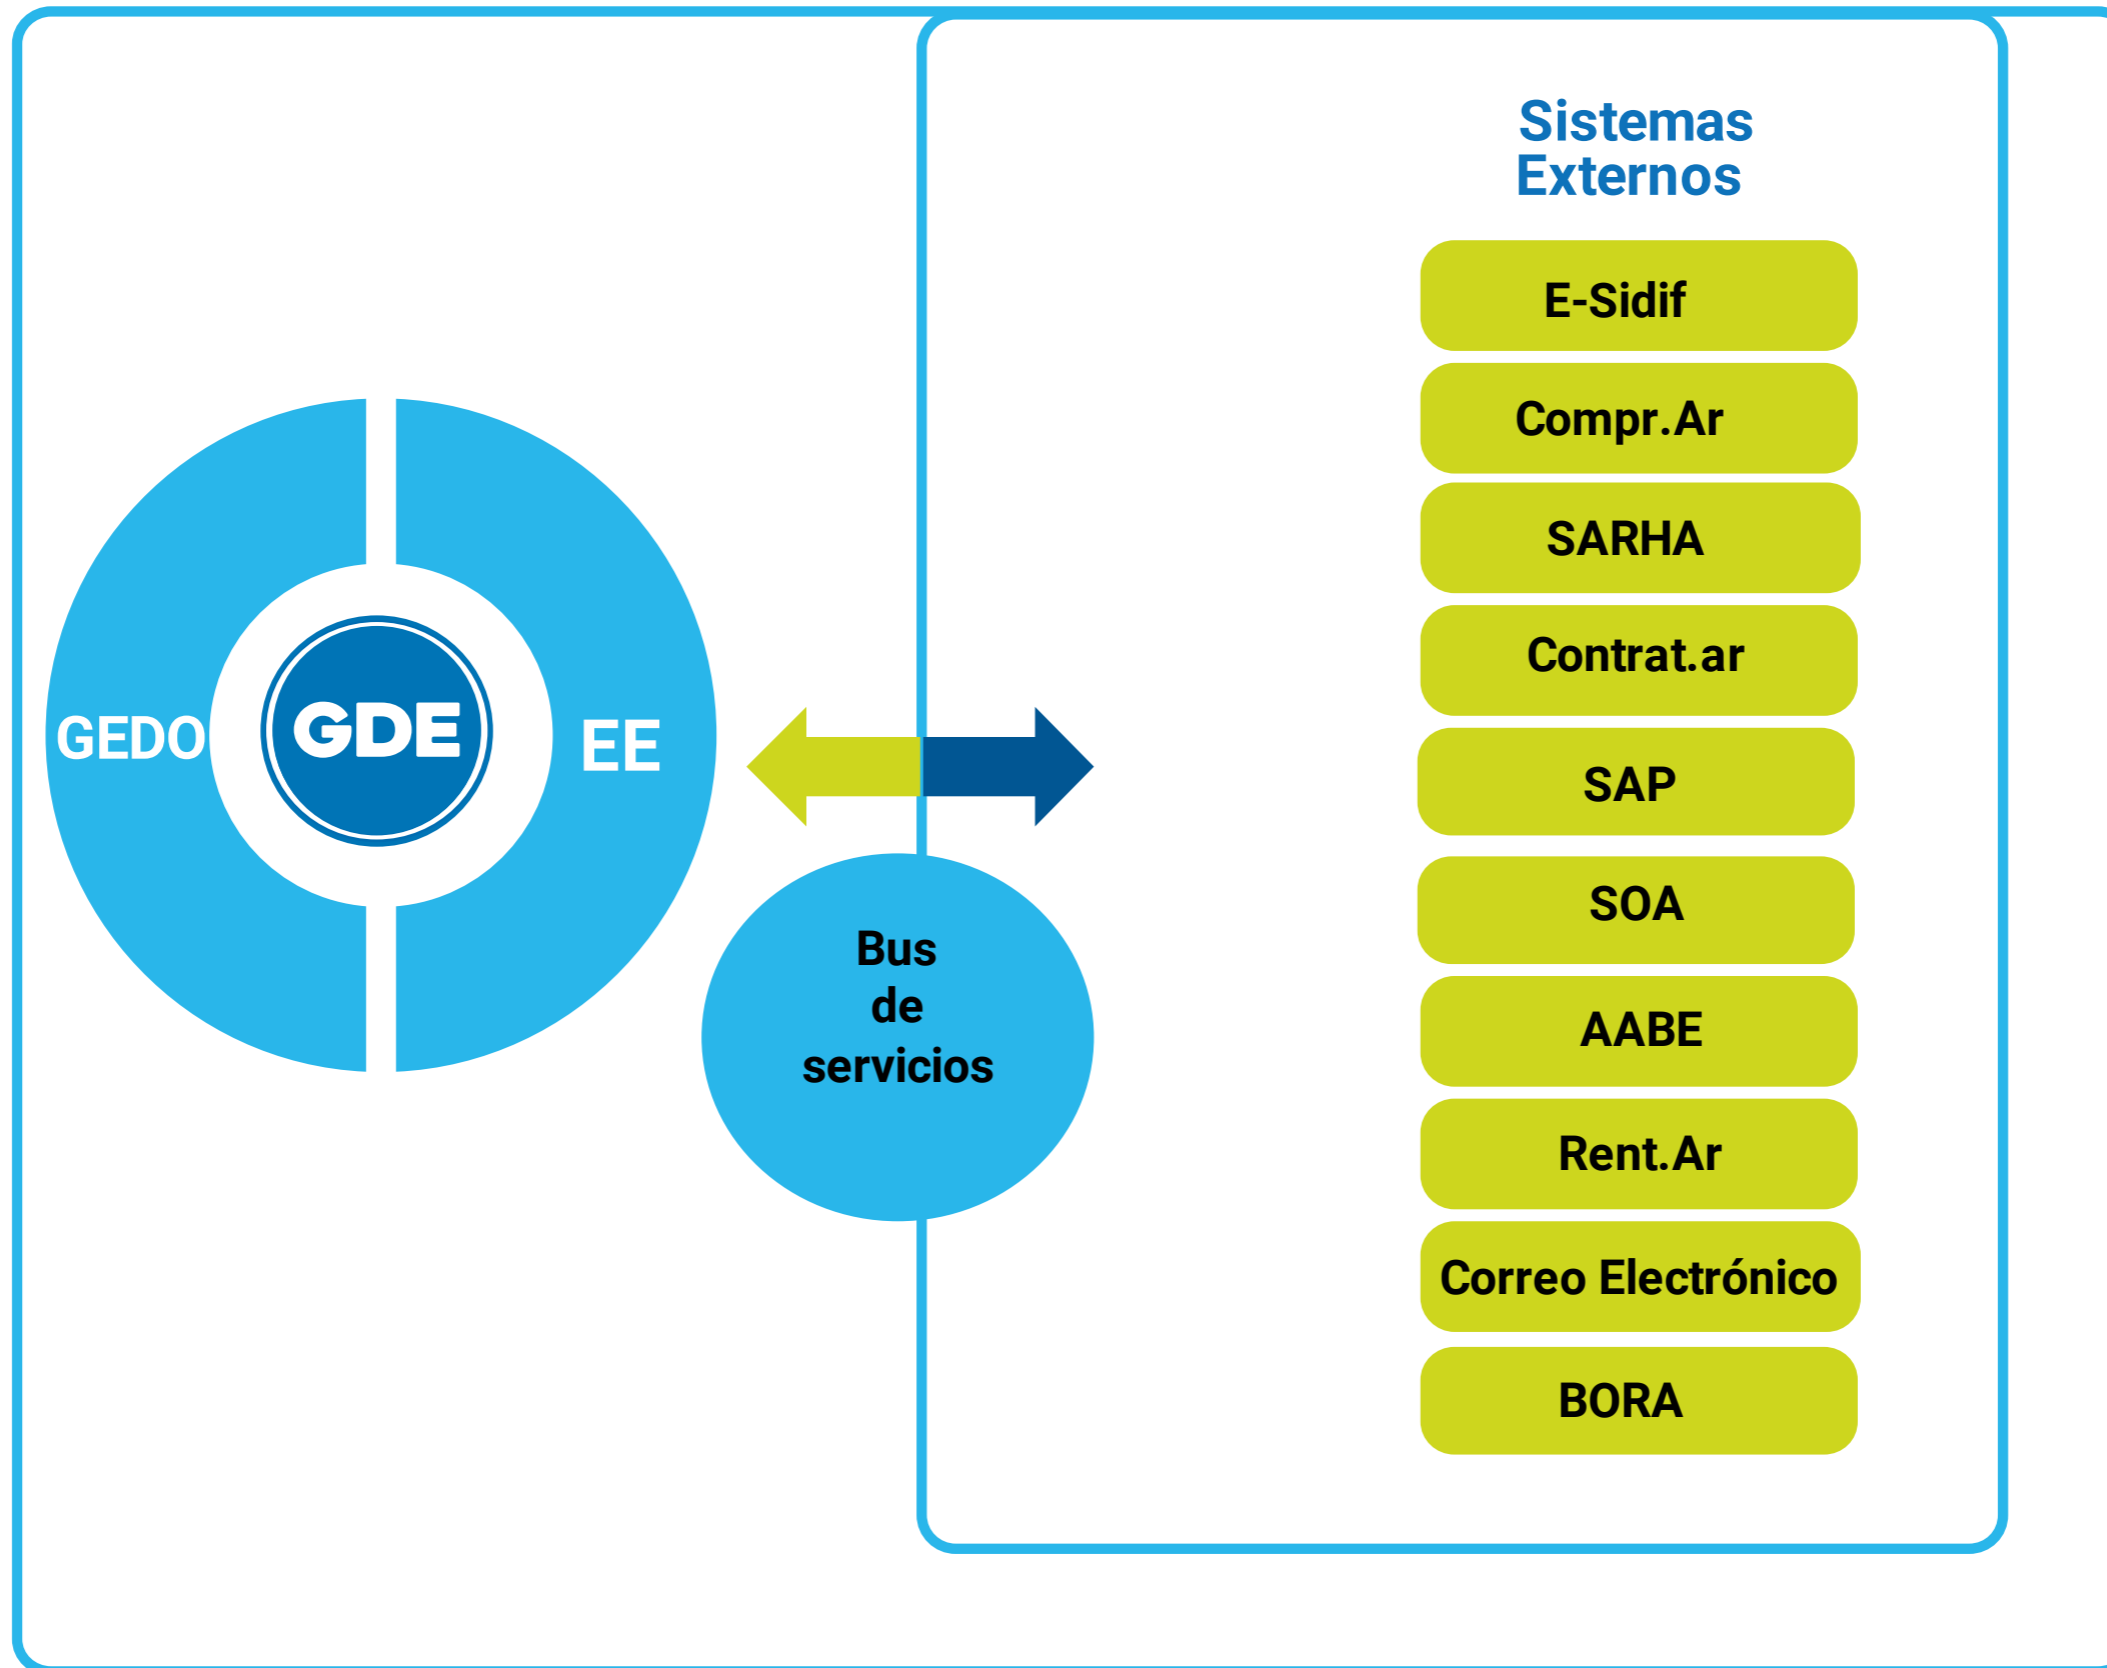 GEDO
GDE
EE
Bus
de
servicios
Sistemas
Externos
E-Sidif
Compr.Ar
SARHA
Contrat.ar
SAP
SOA
AABE
Rent.Ar
Correo Electrónico
BORA